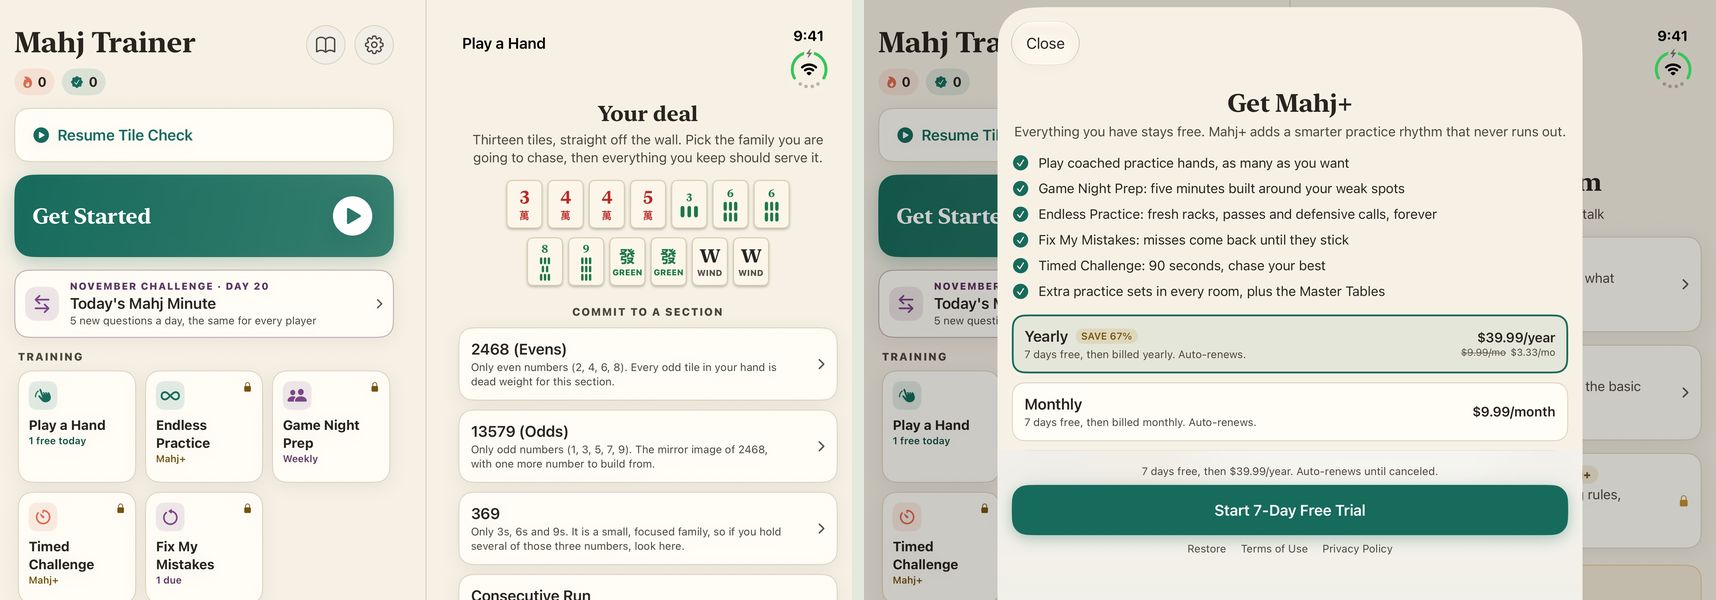 Mahj Trainer
0
0
Resume Tile Check
Get Started
NOVEMBER CHALLENGE · DAY 20
Today's Mahj Minute
5 new questions a day, the same for every player
TRAINING
Play a Hand
1 free today
Endless
Practice
Mahj+
Game Night
Prep
Weekly
Timed
Challenge
Mahj+
Fix My
Mistakes
1 due
Play a Hand
9:41
Your deal
Thirteen tiles, straight off the wall. Pick the family you are
going to chase, then everything you keep should serve it.
3 4 4 5 3 6 6
萬 萬 萬 萬
8 9 發 發 W W
GREEN GREEN WIND WIND
COMMIT TO A SECTION
2468 (Evens)
Only even numbers (2, 4, 6, 8). Every odd tile in your hand is
dead weight for this section.
13579 (Odds)
Only odd numbers (1, 3, 5, 7, 9). The mirror image of 2468,
with one more number to build from.
369
Only 3s, 6s and 9s. It is a small, focused family, so if you hold
several of those three numbers, look here.
Consecutive Run
Mahj Tra
0
0
Resume Til
Get Starte
NOVEMBER
Today's M
5 new questions
TRAINING
Play a Hand
1 free today
Timed
Challenge
Mahj+
Close
Get Mahj+
Everything you have stays free. Mahj+ adds a smarter practice rhythm that never runs out.
Play coached practice hands, as many as you want
Game Night Prep: five minutes built around your weak spots
Endless Practice: fresh racks, passes and defensive calls, forever
Fix My Mistakes: misses come back until they stick
Timed Challenge: 90 seconds, chase your best
Extra practice sets in every room, plus the Master Tables
Yearly SAVE 67%
7 days free, then billed yearly. Auto-renews.
$39.99/year
$9.99/mo $3.33/mo
Monthly
7 days free, then billed monthly. Auto-renews.
$9.99/month
7 days free, then $39.99/year. Auto-renews until canceled.
Start 7-Day Free Trial
Restore Terms of Use Privacy Policy
9:41
m
talk
what
the basic
+
rules,